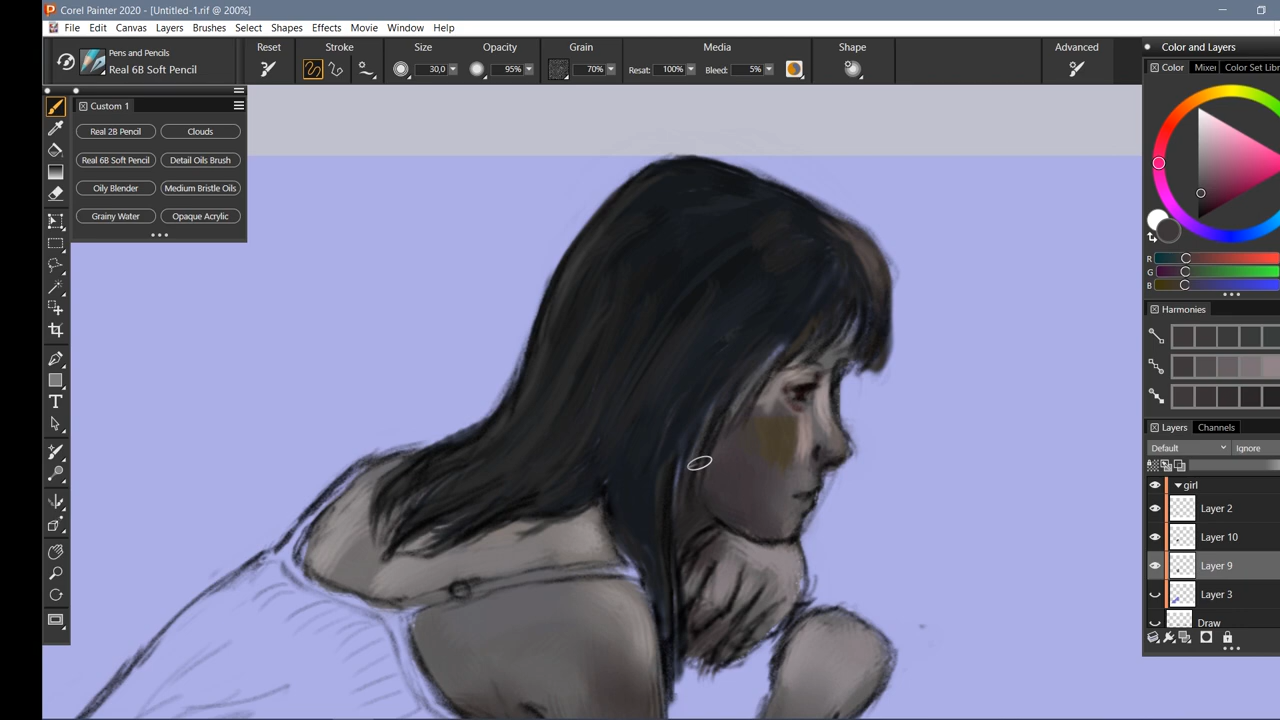 Corel Painter 2020 - [Untitled-1.rif @ 200%]
File Edit Canvas Layers Brushes Select Shapes Effects Movie Window Help
Pens and Pencils
Real 6B Soft Pencil
Reset Stroke Size Opacity Grain Media Shape Advanced
30,0 95% 70% Resat: 100% Bleed: 5%
Color and Layers
Color Mixer Color Set Libr
Custom 1
Real 2B Pencil Clouds
Real 6B Soft Pencil Detail Oils Brush
Oily Blender Medium Bristle Oils
Grainy Water Opaque Acrylic
T
R
G
B
Harmonies
Layers Channels
Default Ignore
girl
Layer 2
Layer 10
Layer 9
Layer 3
Draw